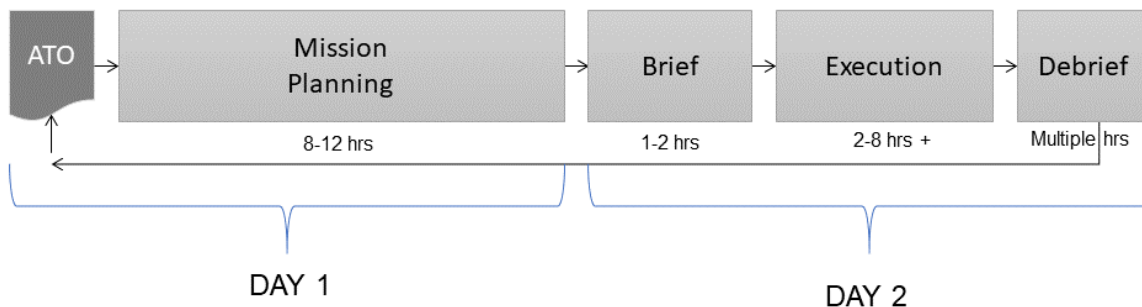 ATO
Mission
Planning
Brief
Execution
Debrief
8-12 hrs
1-2 hrs
2-8 hrs +
Multiple hrs
DAY 1
DAY 2